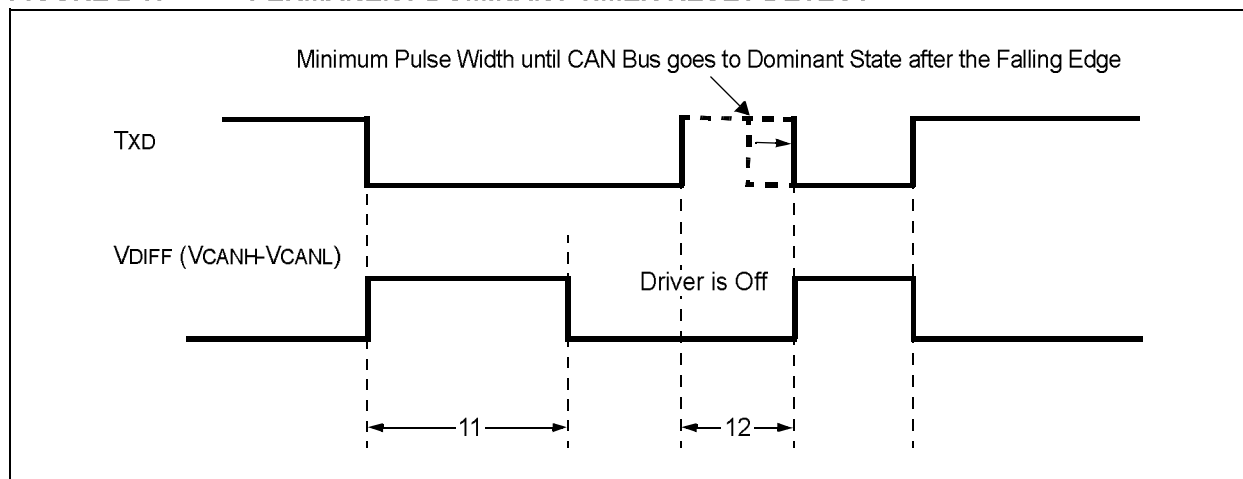 Minimum Pulse Width until CAN Bus goes to Dominant State after the Falling Edge
TXD
VDIFF (VCANH-VCANL)
Driver is Off
11
12